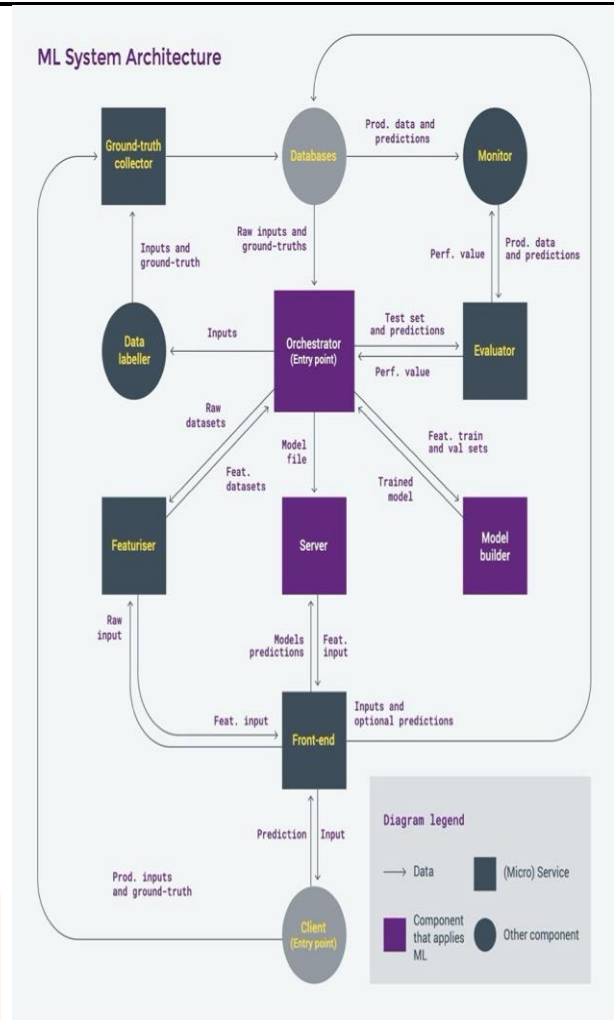 ML System Architecture
Ground-truth
collector
Databases
Prod. data and
predictions
Monitor
Inputs and
ground-truth
Raw inputs and
ground-truths
Perf. value
Prod. data
and predictions
Data
labeller
Inputs
Orchestrator
(Entry point)
Test set
and predictions
Perf. value
Evaluator
Raw
datasets
Feat.
datasets
Model
file
Feat. train
and val sets
Trained
model
Featuriser
Server
Model
builder
Raw
input
Models
predictions
Feat.
input
Feat. input
Front-end
Inputs and
optional predictions
Prediction
Input
Prod. inputs
and ground-truth
Client
(Entry point)
Diagram legend
Data
(Micro) Service
Component
that applies
ML
Other component